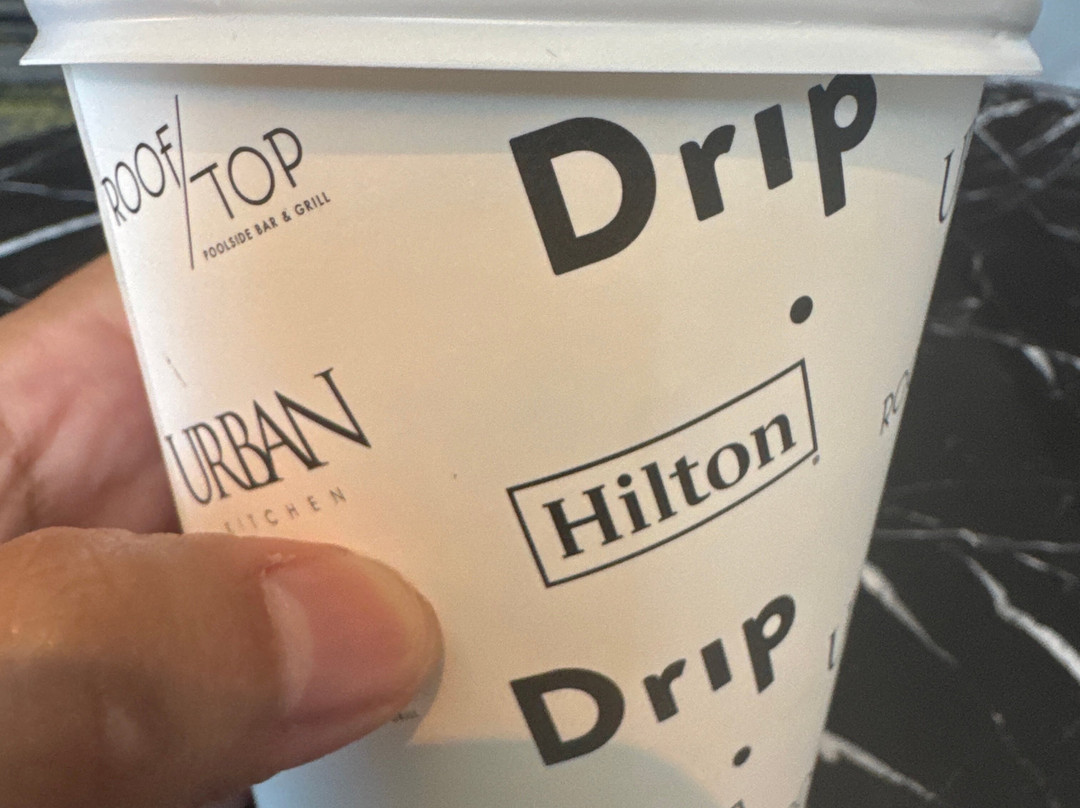 ROOF/TOP
POOLSIDE BAR & GRILL
Drip
URBAN
KITCHEN
Hilton
Drip